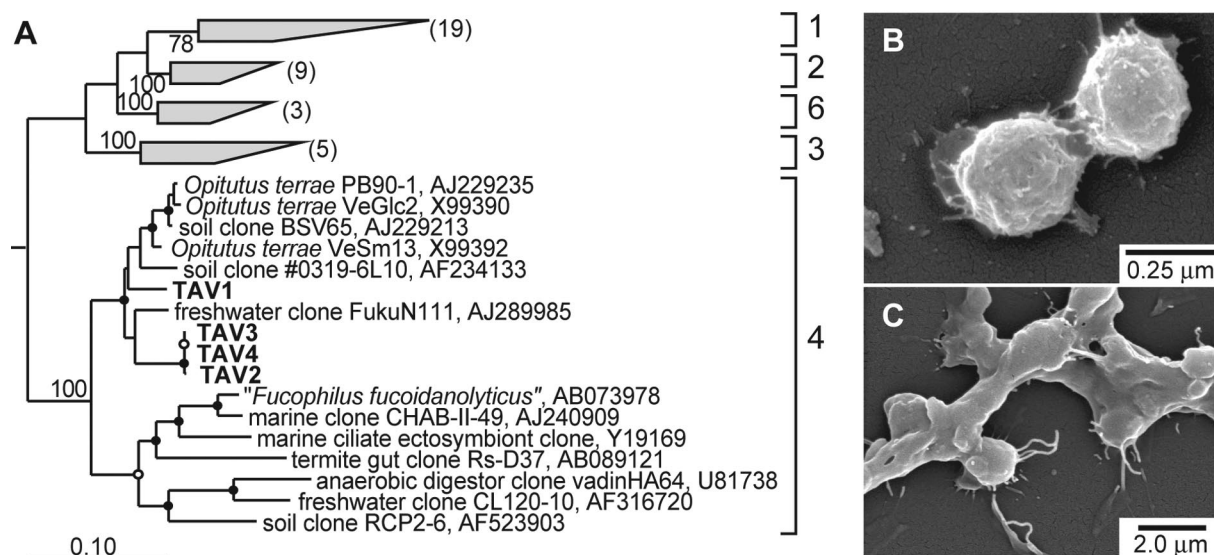 A
(19)
78
(9)
100
(3)
100
(5)
100
1
2
6
3
Opitutus terrae PB90-1, AJ229235
Opitutus terrae VeGlc2, X99390
soil clone BSV65, AJ229213
Opitutus terrae VeSm13, X99392
soil clone #0319-6L10, AF234133
TAV1
freshwater clone FukuN111, AJ289985
TAV3
TAV4
TAV2
100
"Fucophilus fucoidanolyticus", AB073978
marine clone CHAB-II-49, AJ240909
marine ciliate ectosymbiont clone, Y19169
termite gut clone Rs-D37, AB089121
anaerobic digestor clone vadinHA64, U81738
freshwater clone CL120-10, AF316720
soil clone RCP2-6, AF523903
4
0.10
B
0.25 μm
C
2.0 μm